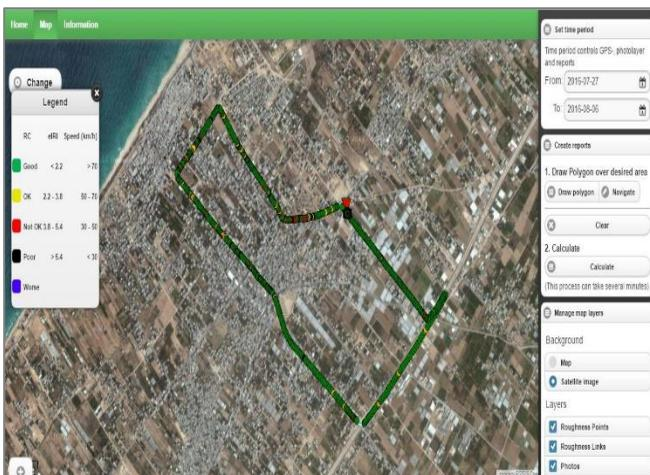 Home Map Information
Change
Legend
RC eIRI Speed (km/h)
Good < 2.2 > 70
OK 2.2 - 3.8 50 - 70
Not OK 3.8 - 5.4 30 - 50
Poor > 5.4 < 30
Worse
Set time period
Time period controls GPS-, photolayer
and reports
From: 2015-07-27
To: 2015-08-06
Create reports
1. Draw Polygon over desired area
Draw polygon Navigate
Clear
2. Calculate
Calculate
(This process can take several minutes)
Manage map layers
Background
Map
Satellite image
Layers
Roughness Points
Roughness Links
Photos